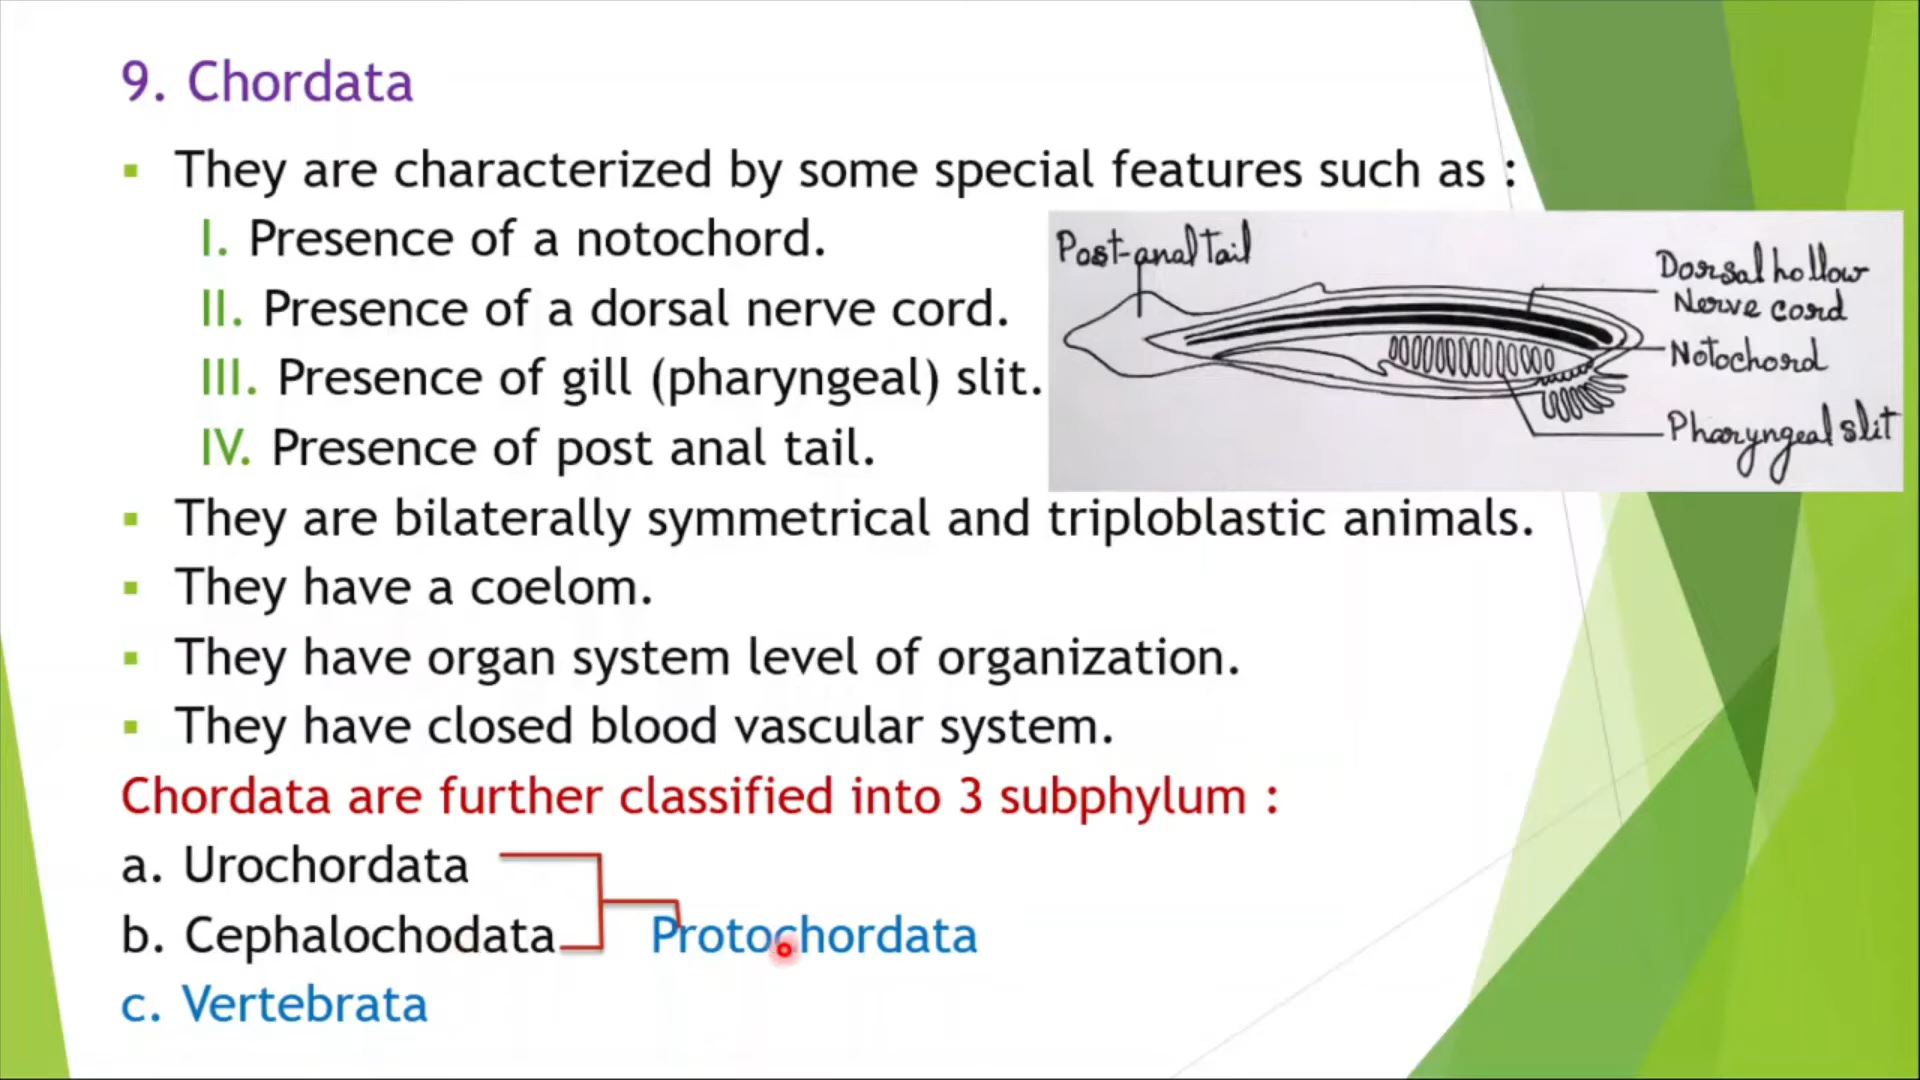 9. Chordata
▪ They are characterized by some special features such as :
I. Presence of a notochord.
II. Presence of a dorsal nerve cord.
III. Presence of gill (pharyngeal) slit.
IV. Presence of post anal tail.
Post-anal tail
Dorsal hollow
Nerve cord
Notochord
Pharyngeal slit
▪ They are bilaterally symmetrical and triploblastic animals.
▪ They have a coelom.
▪ They have organ system level of organization.
▪ They have closed blood vascular system.
Chordata are further classified into 3 subphylum :
a. Urochordata
b. Cephalochodata
Protochordata
c. Vertebrata